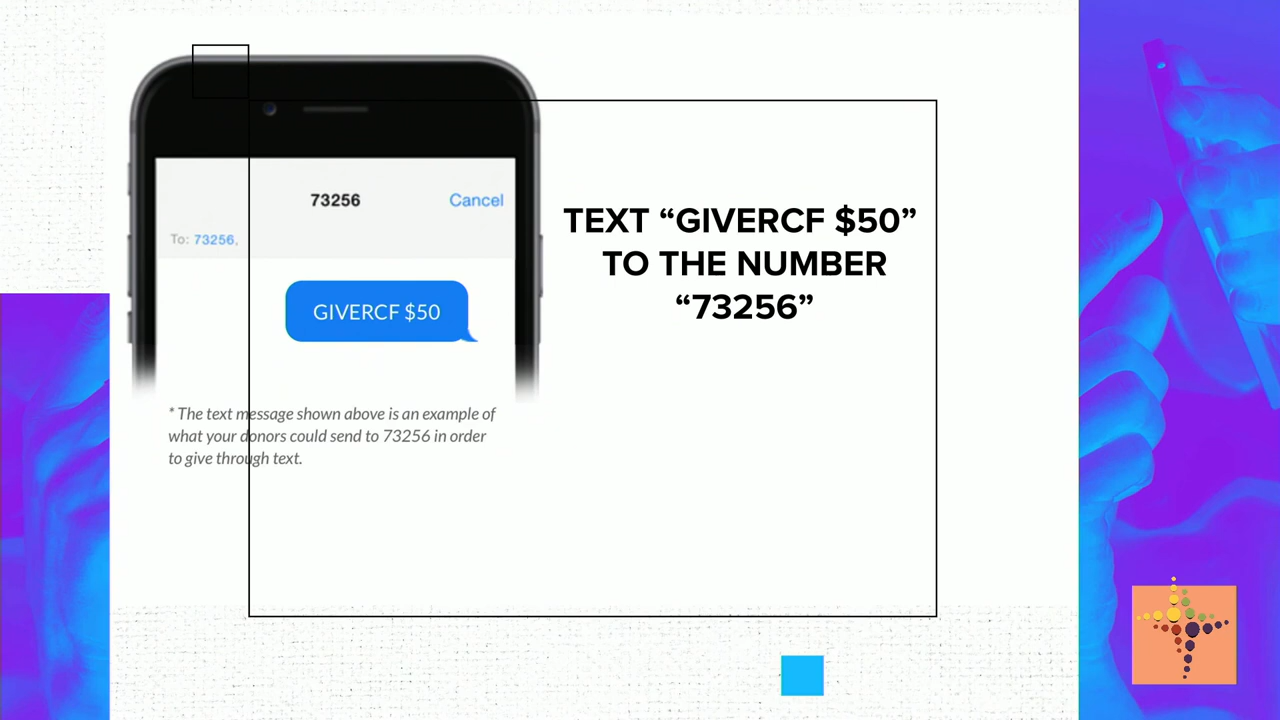 73256
Cancel
To: 73256,
GIVERCF $50
* The text message shown above is an example of
what your donors could send to 73256 in order
to give through text.
TEXT “GIVERCF $50”
TO THE NUMBER
“73256”